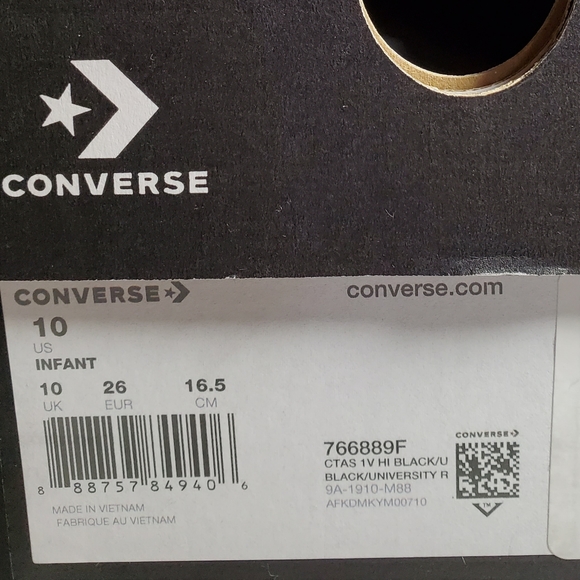 CONVERSE
CONVERSE
converse.com
10
US
INFANT
10 26 16.5
UK EUR CM
8 88757 84940 6
MADE IN VIETNAM
FABRIQUE AU VIETNAM
766889F
CTAS 1V HI BLACK/U
BLACK/UNIVERSITY R
9A-1910-M88
AFKDMKYM00710
CONVERSE